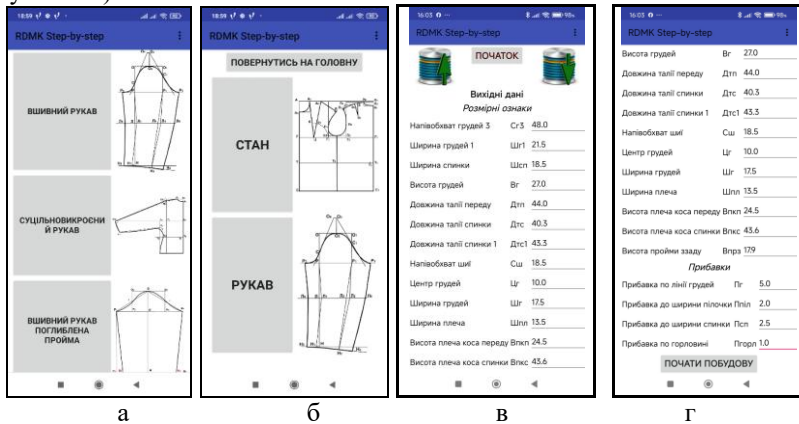 18:59
RDMK Step-by-step
ВШИВНИЙ РУКАВ
СУЦІЛЬНОВИКРОЄНИ
Й РУКАВ
ВШИВНИЙ РУКАВ
ПОГЛИБЛЕНА
ПРОЙМА
а
18:59
RDMK Step-by-step
ПОВЕРНУТИСЬ НА ГОЛОВНУ
СТАН
РУКАВ
б
16:03
RDMK Step-by-step
ПОЧАТОК
Вихідні дані
Розмірні ознаки
Напівобхват грудей 3 Сг3 48.0
Ширина грудей 1 Шг1 21.5
Ширина спинки Шсп 18.5
Висота грудей Вг 27.0
Довжина талії переду Дтп 44.0
Довжина талії спинки Дтс 40.3
Довжина талії спинки 1 Дтс1 43.3
Напівобхват шиї Сш 18.5
Центр грудей Цг 10.0
Ширина грудей Шг 17.5
Ширина плеча Шпл 13.5
Висота плеча коса переду Впкп 24.5
Висота плеча коса спинки Впкс 43.6
в
16:03
RDMK Step-by-step
Висота грудей Вг 27.0
Довжина талії переду Дтп 44.0
Довжина талії спинки Дтс 40.3
Довжина талії спинки 1 Дтс1 43.3
Напівобхват шиї Сш 18.5
Центр грудей Цг 10.0
Ширина грудей Шг 17.5
Ширина плеча Шпл 13.5
Висота плеча коса переду Впкп 24.5
Висота плеча коса спинки Впкс 43.6
Висота пройми ззаду Впрз 17.9
Прибавки
Прибавка по лінії грудей Пг 5.0
Прибавка до ширини пілочки Ппіл 2.0
Прибавка до ширини спинки Псп 2.5
Прибавка по горловині Пгорл 1.0
ПОЧАТИ ПОБУДОВУ
г